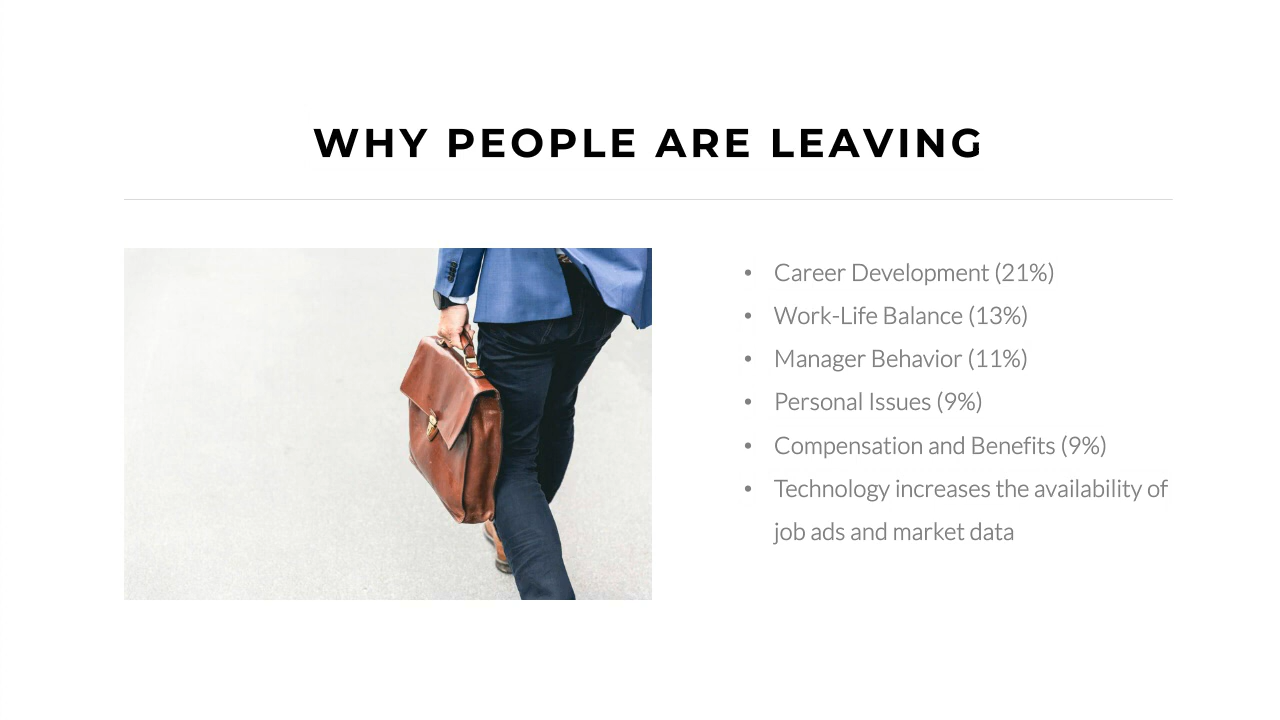 WHY PEOPLE ARE LEAVING
• Career Development (21%)
• Work-Life Balance (13%)
• Manager Behavior (11%)
• Personal Issues (9%)
• Compensation and Benefits (9%)
• Technology increases the availability of
job ads and market data